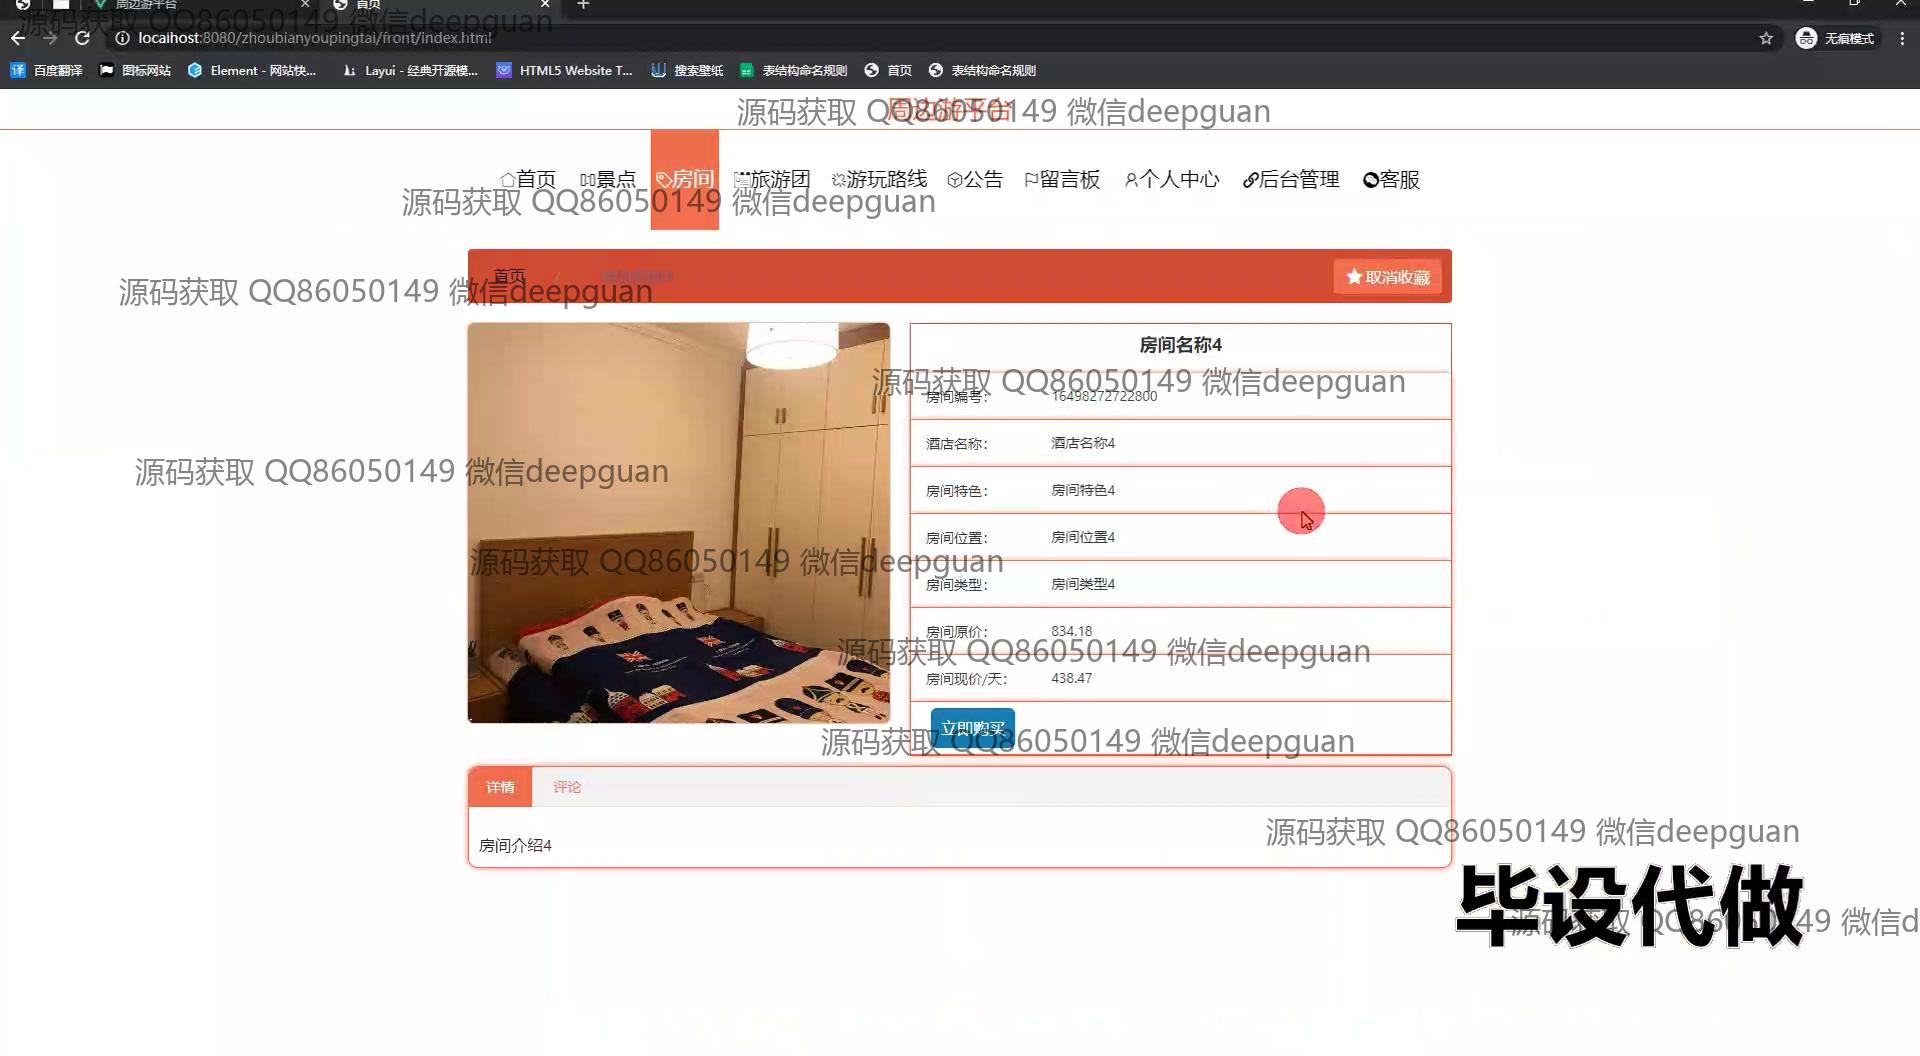 周边游平台
首页
源码获取 QQ86050149 微信deepguan
localhost:8080/zhoubianyoupingtai/front/index.html
无痕模式
百度翻译
图标网站
Element - 网站快...
Layui - 经典开源模...
HTML5 Website T...
搜索壁纸
表结构命名规则
首页
表结构命名规则
周边游平台
源码获取 QQ86050149 微信deepguan
首页 景点 房间 旅游团 游玩路线 公告 留言板 个人中心 后台管理 客服
源码获取 QQ86050149 微信deepguan
首页 /
取消收藏
源码获取 QQ86050149 微信deepguan
房间名称4
源码获取 QQ86050149 微信deepguan
房间编号: 16498272722800
酒店名称: 酒店名称4
源码获取 QQ86050149 微信deepguan
房间特色: 房间特色4
房间位置: 房间位置4
源码获取 QQ86050149 微信deepguan
房间类型: 房间类型4
房间原价: 834.18
源码获取 QQ86050149 微信deepguan
房间现价/天: 438.47
立即购买
源码获取 QQ86050149 微信deepguan
详情 评论
源码获取 QQ86050149 微信deepguan
房间介绍4
毕设代做
源码获取 QQ86050149 微信d